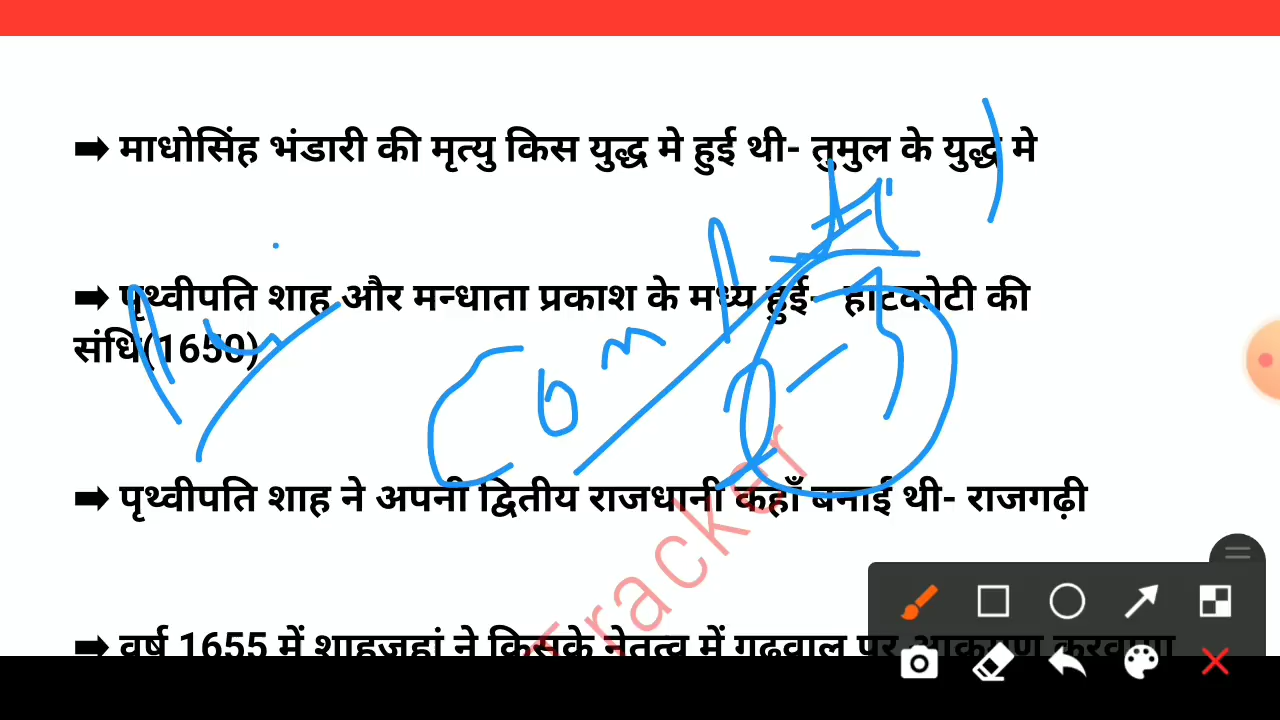 ➡ माधोसिंह भंडारी की मृत्यु किस युद्ध मे हुई थी- तुमुल के युद्ध मे
➡ पृथ्वीपति शाह और मन्धाता प्रकाश के मध्य हुई- हाटकोटी की
संधि(1650)
➡ पृथ्वीपति शाह ने अपनी द्वितीय राजधानी कहाँ बनाई थी- राजगढ़ी
➡ वर्ष 1655 में शाहजहां ने किसके नेतृत्व में गढ़वाल पर आक्रमण करवाया
Tracker